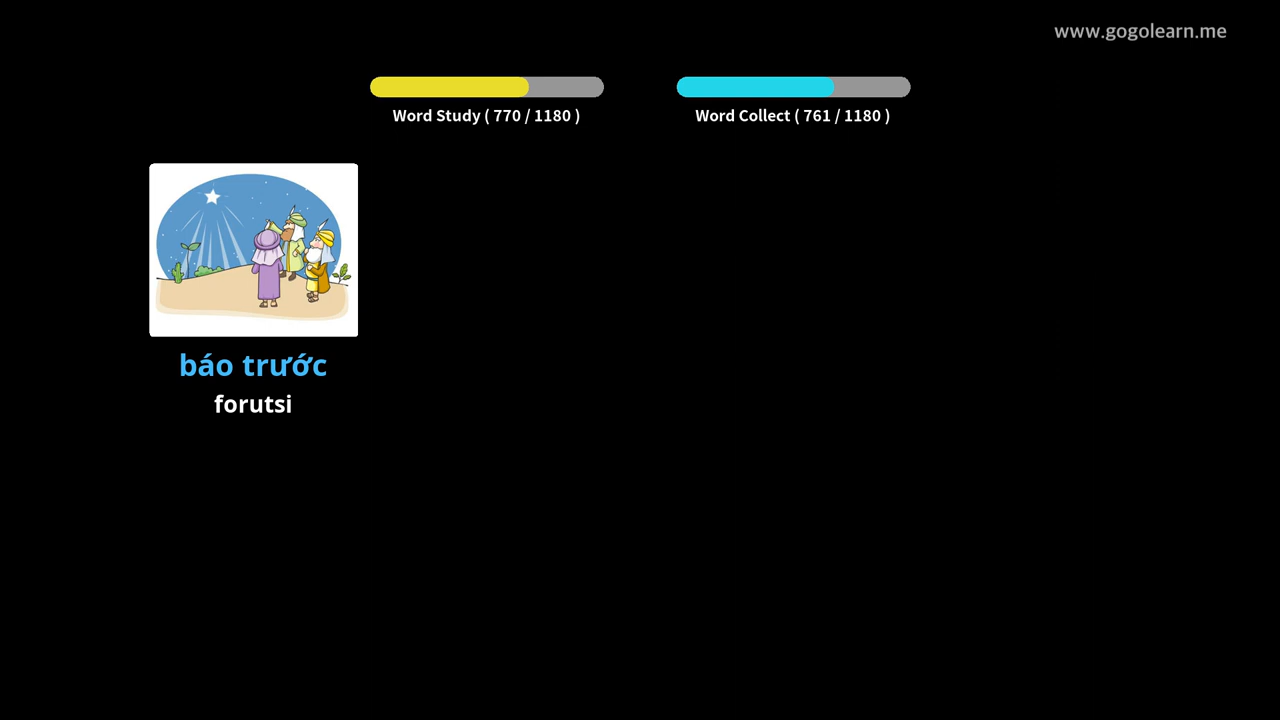 www.gogolearn.me
Word Study ( 770 / 1180 )
Word Collect ( 761 / 1180 )
báo trước
forutsi